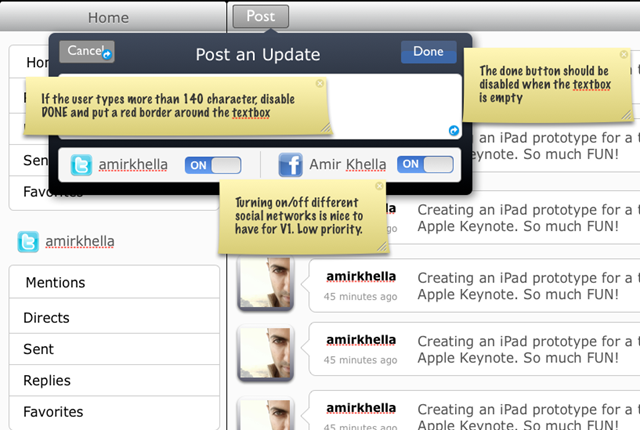 Home
Post
Cancel
Post an Update
Done
If the user types more than 140 character, disable
DONE and put a red border around the textbox
The done button should be
disabled when the textbox
is empty
amirkhella
ON
Amir Khella
ON
Turning on/off different
social networks is nice to
have for V1. Low priority.
Sent
Favorites
amirkhella
Mentions
Directs
Sent
Replies
Favorites
Creating an iPad prototype for a
Apple Keynote. So much FUN!
Creating an iPad prototype for a
Apple Keynote. So much FUN!
amirkhella
45 minutes ago
Creating an iPad prototype for a
Apple Keynote. So much FUN!
amirkhella
45 minutes ago
Creating an iPad prototype for a
Apple Keynote. So much FUN!
amirkhella
45 minutes ago
Creating an iPad prototype for a
Apple Keynote. So much FUN!